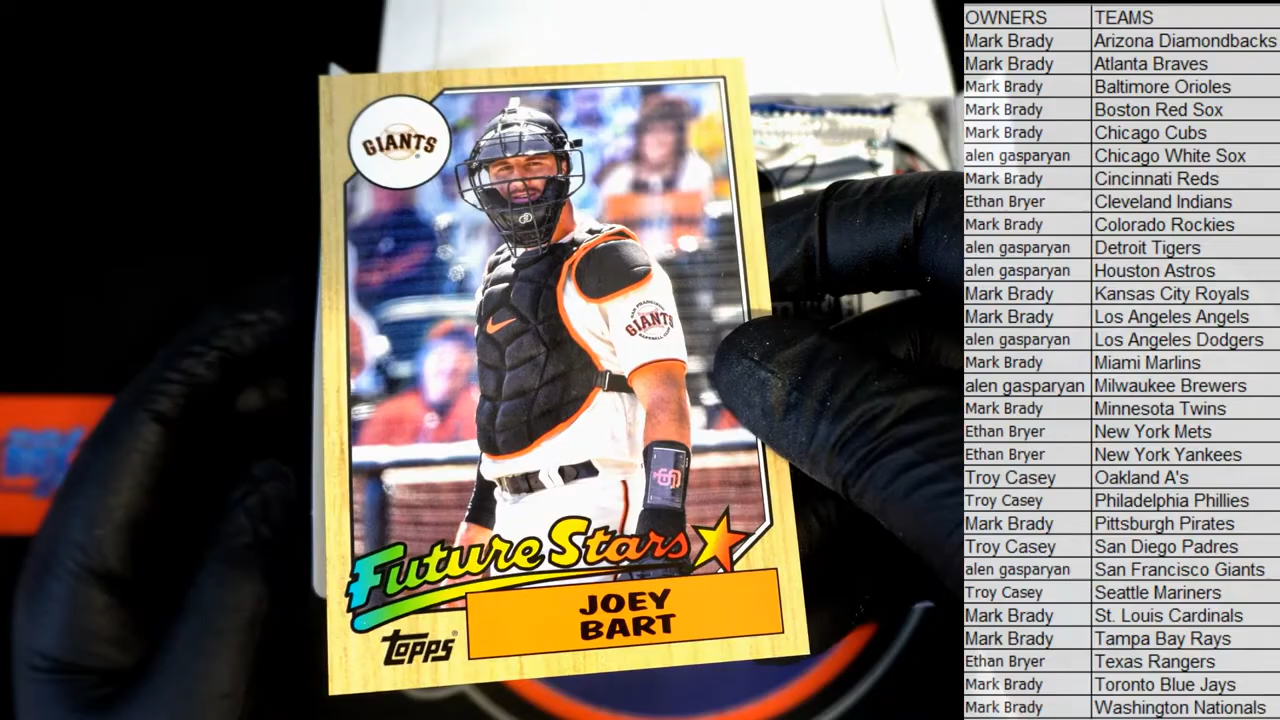 GIANTS
SAN FRANCISCO
GIANTS
BASEBALL CLUB
SF
Future Stars
JOEY
BART
TOPPS
OWNERS TEAMS
Mark Brady Arizona Diamondbacks
Mark Brady Atlanta Braves
Mark Brady Baltimore Orioles
Mark Brady Boston Red Sox
Mark Brady Chicago Cubs
alen gasparyan Chicago White Sox
Mark Brady Cincinnati Reds
Ethan Bryer Cleveland Indians
Mark Brady Colorado Rockies
alen gasparyan Detroit Tigers
alen gasparyan Houston Astros
Mark Brady Kansas City Royals
Mark Brady Los Angeles Angels
alen gasparyan Los Angeles Dodgers
Mark Brady Miami Marlins
alen gasparyan Milwaukee Brewers
Mark Brady Minnesota Twins
Ethan Bryer New York Mets
Ethan Bryer New York Yankees
Troy Casey Oakland A's
Troy Casey Philadelphia Phillies
Mark Brady Pittsburgh Pirates
Troy Casey San Diego Padres
alen gasparyan San Francisco Giants
Troy Casey Seattle Mariners
Mark Brady St. Louis Cardinals
Mark Brady Tampa Bay Rays
Ethan Bryer Texas Rangers
Mark Brady Toronto Blue Jays
Mark Brady Washington Nationals